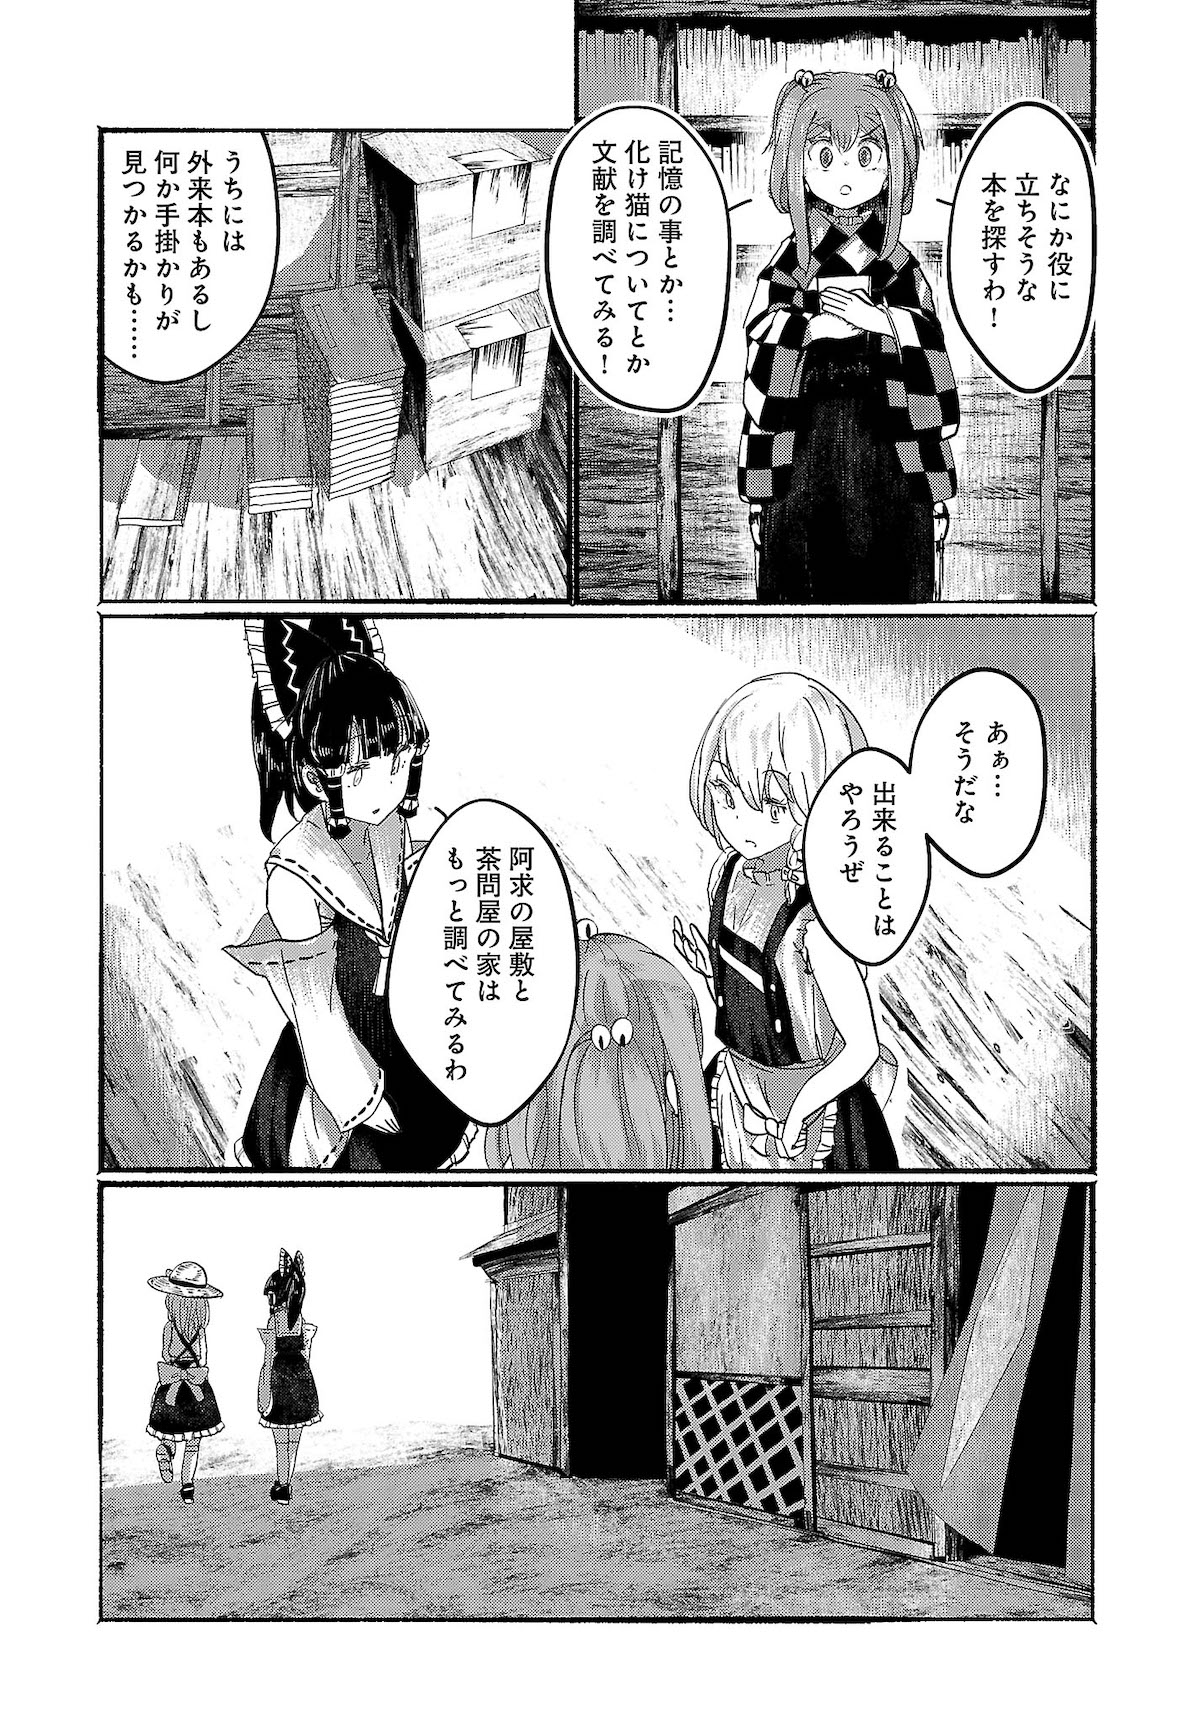 なにか役に
立ちそうな
本を探すわ！
記憶の事とか…
化け猫についてとか
文献を調べてみる！
うちには
外来本もあるし
何か手掛かりが
見つかるかも……
あぁ…
そうだな
出来ることは
やろうぜ
阿求の屋敷と
茶問屋の家は
もっと調べてみるわ